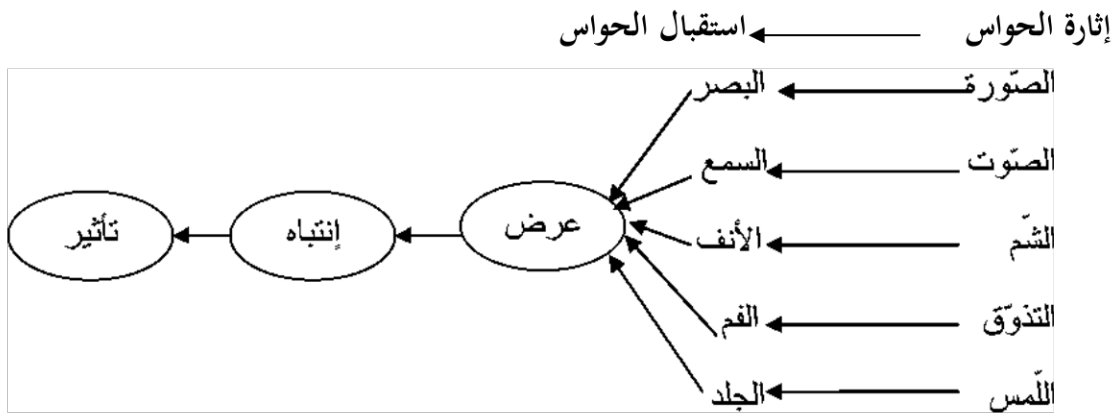 إثارة الحواس استقبال الحواس
الصّورة البصر
الصّوت السمع
الشّم الأنف عرض إنتباه تأثير
التذوّق الفم
اللّمس الجلد